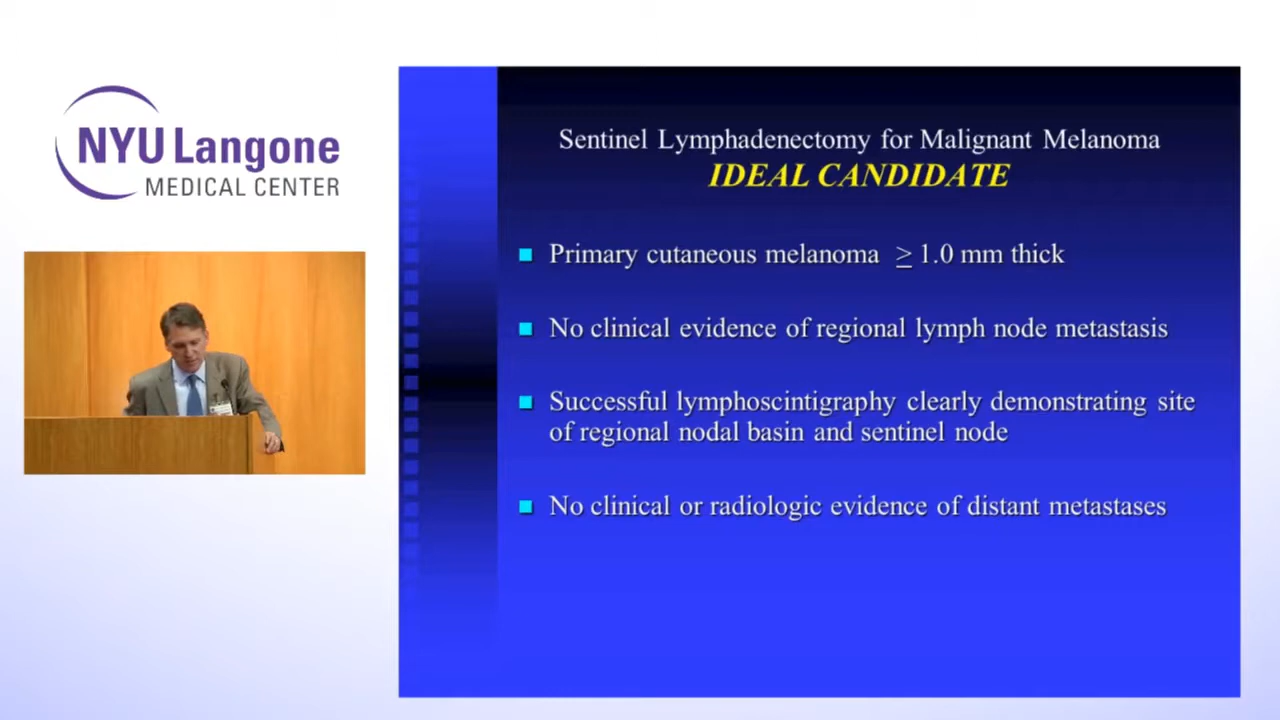 NYU Langone
MEDICAL CENTER
Sentinel Lymphadenectomy for Malignant Melanoma
IDEAL CANDIDATE
Primary cutaneous melanoma ≥ 1.0 mm thick
No clinical evidence of regional lymph node metastasis
Successful lymphoscintigraphy clearly demonstrating site
of regional nodal basin and sentinel node
No clinical or radiologic evidence of distant metastases